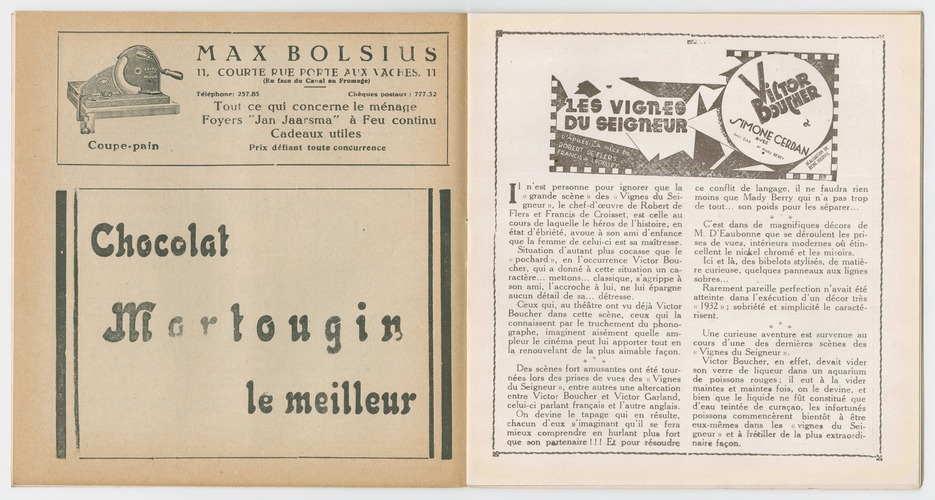 MAX BOLSIUS
11, COURTE RUE PORTE AUX VACHES, 11
(En face du Canal au Fromage)
Téléphone: 257.85
Chèques postaux : 777.32
Tout ce qui concerne le ménage
Foyers "Jan Jaarsma" à Feu continu
Cadeaux utiles
Coupe-pain
Prix défiant toute concurrence
Chocolat
Martougin
le meilleur
LES VIGNES
DU SEIGNEUR
D'APRÈS LA PIÈCE DE
ROBERT DE FLERS
FRANCIS de CROISSET
VICTOR
BOUCHER
et
SIMONE CERDAN
AVEC
et MADY BERRY
RÉALISATION DE
RENÉ HERVIL
Il n'est personne pour ignorer que la
« grande scène » des « Vignes du Sei-
gneur », le chef-d'œuvre de Robert de
Flers et Francis de Croisset, est celle au
cours de laquelle le héros de l'histoire, en
état d'ébriété, avoue à son ami d'enfance
que la femme de celui-ci est sa maîtresse.
Situation d'autant plus cocasse que le
« pochard », en l'occurrence Victor Bou-
cher, qui a donné à cette situation un ca-
ractère... mettons... classique, s'agrippe à
son ami, l'accroche à lui, ne lui épargne
aucun détail de sa... détresse.
Ceux qui, au théâtre ont vu déjà Victor
Boucher dans cette scène, ceux qui la
connaissent par le truchement du phono-
graphe, imaginent aisément quelle am-
pleur le cinéma peut lui apporter tout en
la renouvelant de la plus aimable façon.
* * *
Des scènes fort amusantes ont été tour-
nées lors des prises de vues des « Vignes
du Seigneur », entre autres une altercation
entre Victor Boucher et Victor Garland,
celui-ci parlant français et l'autre anglais.
On devine le tapage qui en résulte,
chacun d'eux s'imaginant qu'il se fera
mieux comprendre en hurlant plus fort
que son partenaire !!! Et pour résoudre
ce conflit de langage, il ne faudra rien
moins que Mady Berry qui n'a pas trop
de tout... son poids pour les séparer...
* * *
C'est dans de magnifiques décors de
M. D'Eaubonne que se déroulent les pri-
ses de vues, intérieurs modernes où étin-
cellent le nickel chromé et les miroirs.
Ici et là, des bibelots stylisés, de matiè-
re curieuse, quelques panneaux aux lignes
sobres...
Rarement pareille perfection n'avait été
atteinte dans l'exécution d'un décor très
« 1932 » ; sobriété et simplicité le caracté-
risent.
* * *
Une curieuse aventure est survenue au
cours d'une des dernières scènes des
« Vignes du Seigneur ».
Victor Boucher, en effet, devait vider
son verre de liqueur dans un aquarium
de poissons rouges ; il eut à la vider
maintes et maintes fois, on le devine, et
bien que le liquide ne fût constitué que
d'eau teintée de curaçao, les infortunés
poissons commencèrent bientôt à être
eux-mêmes dans les « vignes du Sei-
gneur » et à frétiller de la plus extraordi-
naire façon.